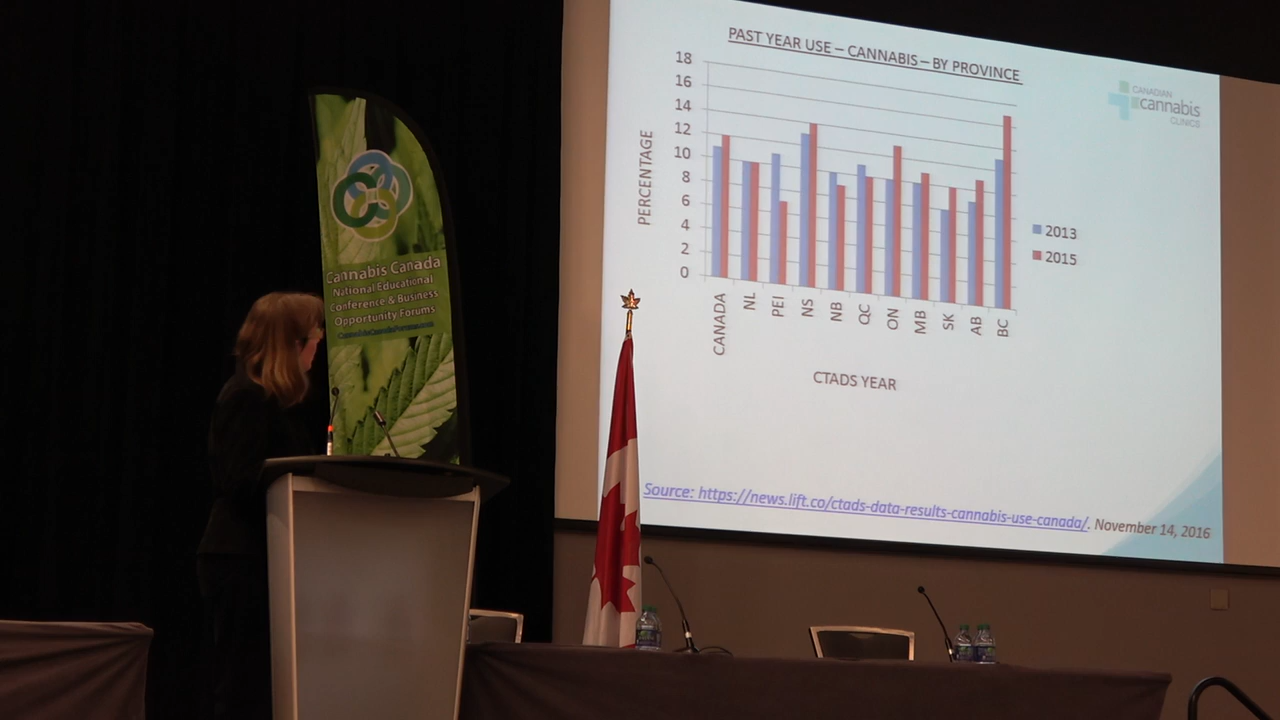 PAST YEAR USE – CANNABIS – BY PROVINCE
CANADIAN
cannabis
CLINICS
PERCENTAGE
18
16
14
12
10
8
6
4
2
0
CANADA
NL
PEI
NS
NB
QC
ON
MB
SK
AB
BC
2013
2015
CTADS YEAR
Source: https://news.lift.co/ctads-data-results-cannabis-use-canada/. November 14, 2016
Cannabis Canada
National Educational
Conference & Business
Opportunity Forums
CannabisCanadaForums.com